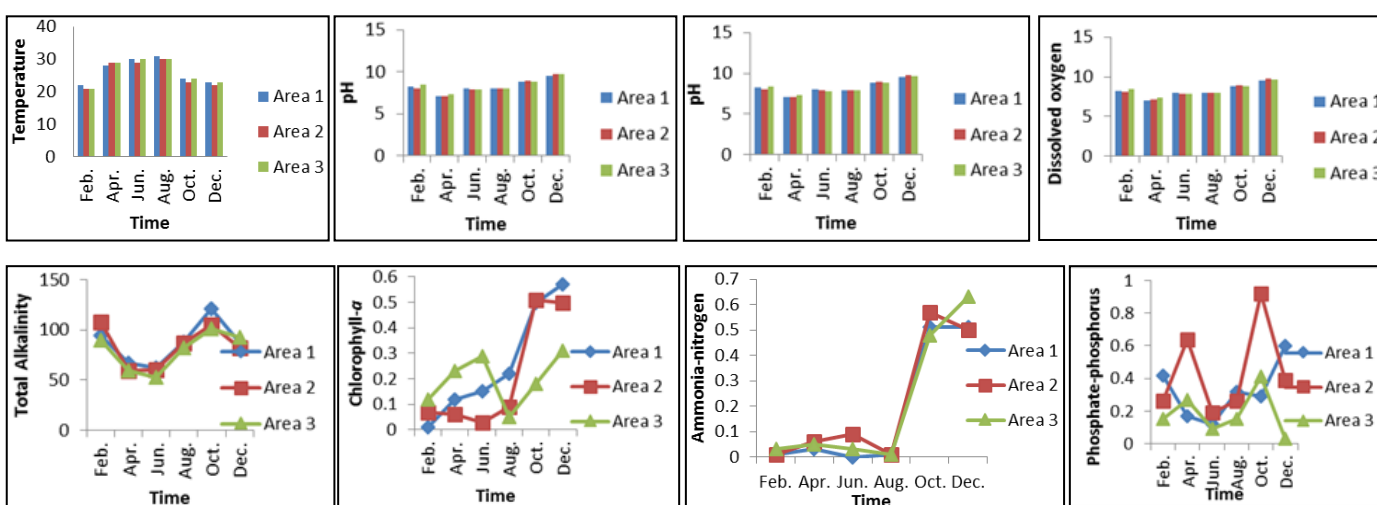 Temperature
40
30
20
10
0
Feb.
Apr.
Jun.
Aug.
Oct.
Dec.
Time
Area 1
Area 2
Area 3
pH
15
10
5
0
Feb.
Apr.
Jun.
Aug.
Oct.
Dec.
Time
Area 1
Area 2
Area 3
pH
15
10
5
0
Feb.
Apr.
Jun.
Aug.
Oct.
Dec.
Time
Area 1
Area 2
Area 3
Dissolved oxygen
15
10
5
0
Feb.
Apr.
Jun.
Aug.
Oct.
Dec.
Time
Area 1
Area 2
Area 3
Total Alkalinity
150
100
50
0
Feb.
Apr.
Jun.
Aug.
Oct.
Dec.
Time
Area 1
Area 2
Area 3
Chlorophyll-a
0.6
0.5
0.4
0.3
0.2
0.1
0
Feb.
Apr.
Jun.
Aug.
Oct.
Dec.
Time
Area 1
Area 2
Area 3
Ammonia-nitrogen
0.7
0.6
0.5
0.4
0.3
0.2
0.1
0
Feb. Apr. Jun. Aug. Oct. Dec.
Time
Area 1
Area 2
Area 3
Phosphate-phosphorus
1
0.8
0.6
0.4
0.2
0
Feb.
Apr.
Jun.
Aug.
Oct.
Dec.
Time
Area 1
Area 2
Area 3